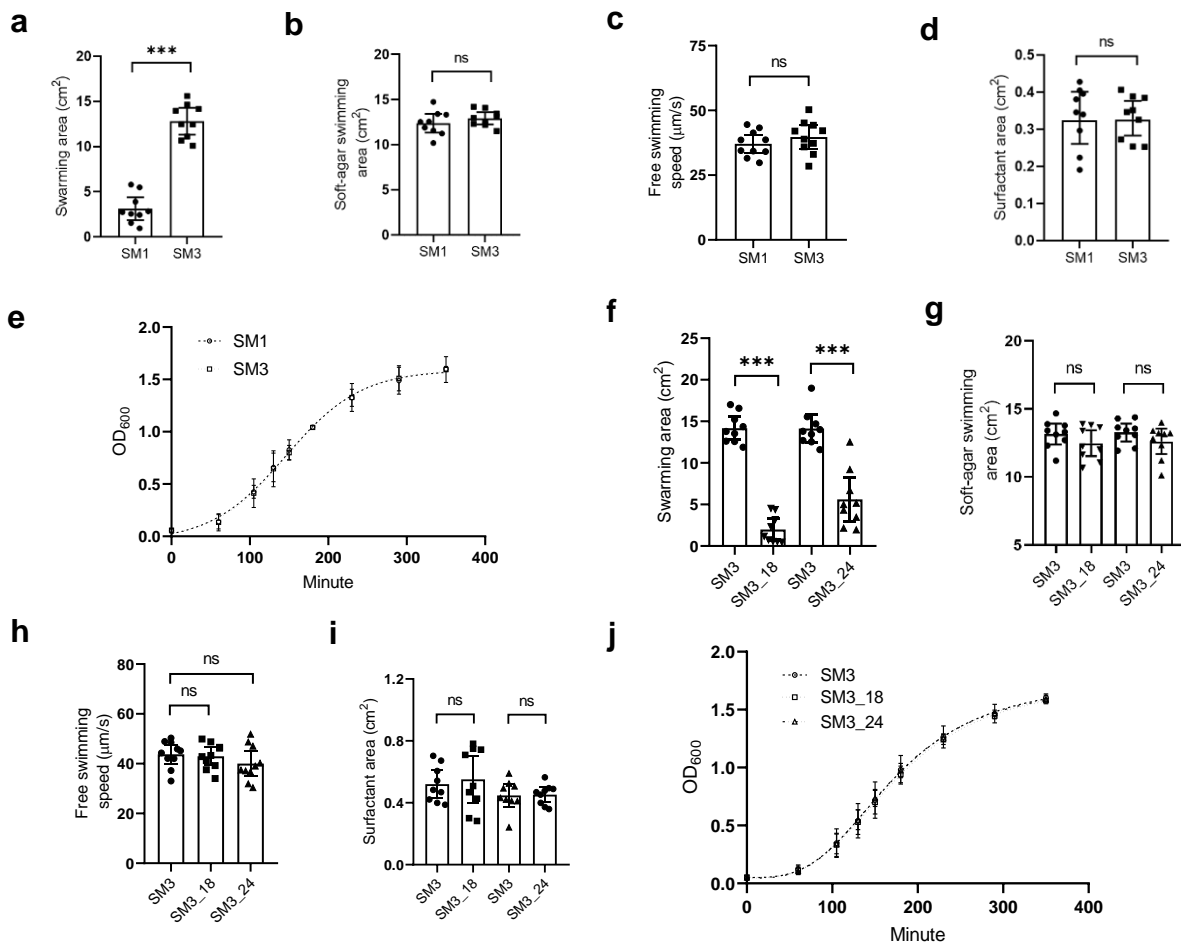 a
Swarming area (cm2)
20
15
10
5
0
***
SM1
SM3
b
Soft-agar swimming
area (cm2)
20
15
10
5
0
ns
SM1
SM3
c
Free swimming
speed (μm/s)
75
50
25
0
ns
SM1
SM3
d
Surfactant area (cm2)
0.5
0.4
0.3
0.2
0.1
0.0
ns
SM1
SM3
e
OD600
2.0
1.5
1.0
0.5
0.0
SM1
SM3
0
100
200
300
400
Minute
f
Swarming area (cm2)
25
20
15
10
5
0
***
***
SM3
SM3_18
SM3
SM3_24
g
Soft-agar swimming
area (cm2)
20
15
10
5
ns
ns
SM3
SM3_18
SM3
SM3_24
h
Free swimming
speed (μm/s)
80
60
40
20
0
ns
ns
SM3
SM3_18
SM3_24
i
Surfactant area (cm2)
1.2
0.8
0.4
0.0
ns
ns
SM3
SM3_18
SM3
SM3_24
j
OD600
2.0
1.5
1.0
0.5
0.0
SM3
SM3_18
SM3_24
0
100
200
300
400
Minute